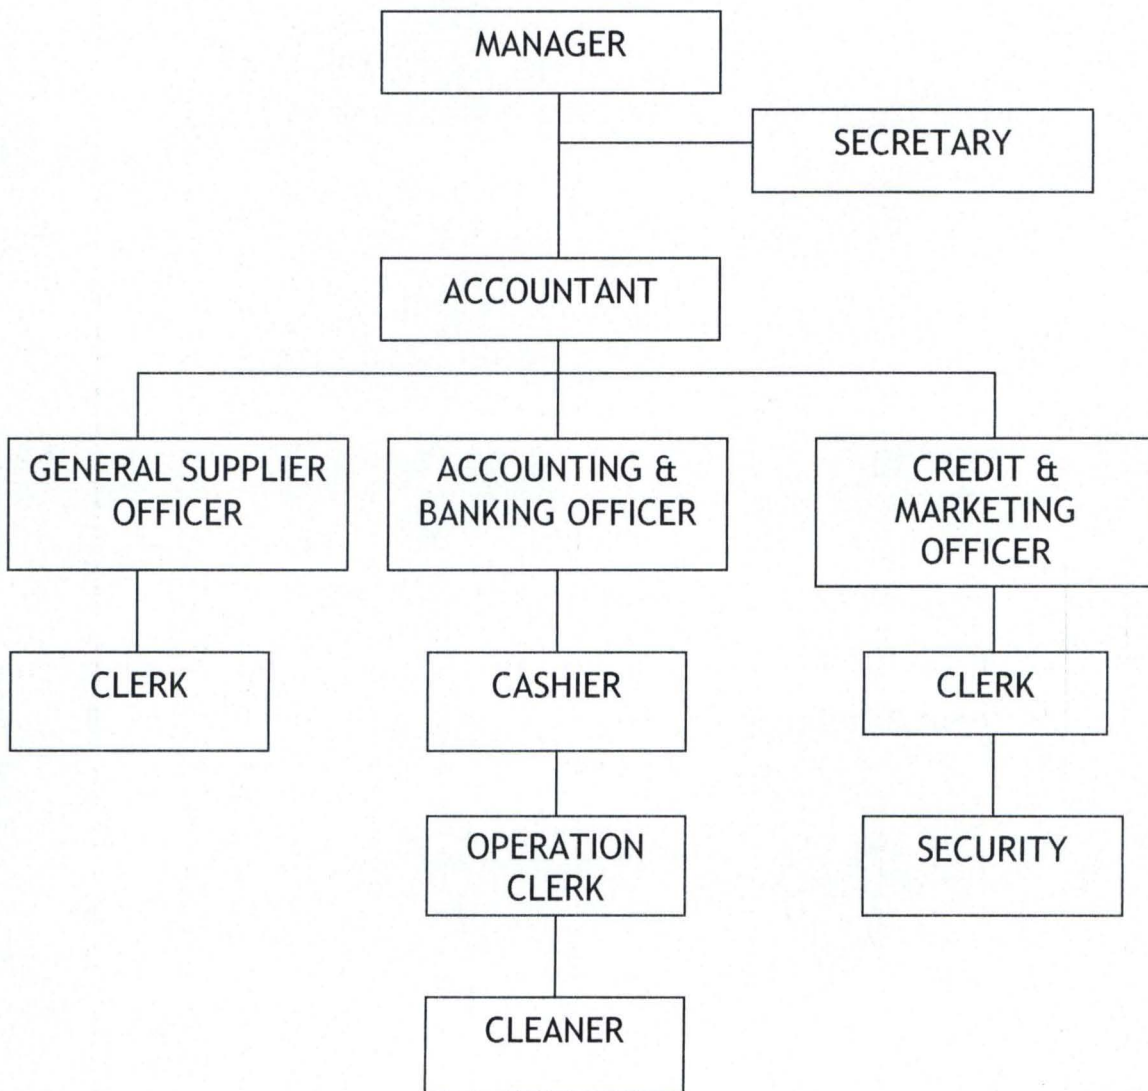 MANAGER
SECRETARY
ACCOUNTANT
GENERAL SUPPLIER
OFFICER
ACCOUNTING &
BANKING OFFICER
CREDIT &
MARKETING
OFFICER
CLERK
CASHIER
CLERK
OPERATION
CLERK
SECURITY
CLEANER